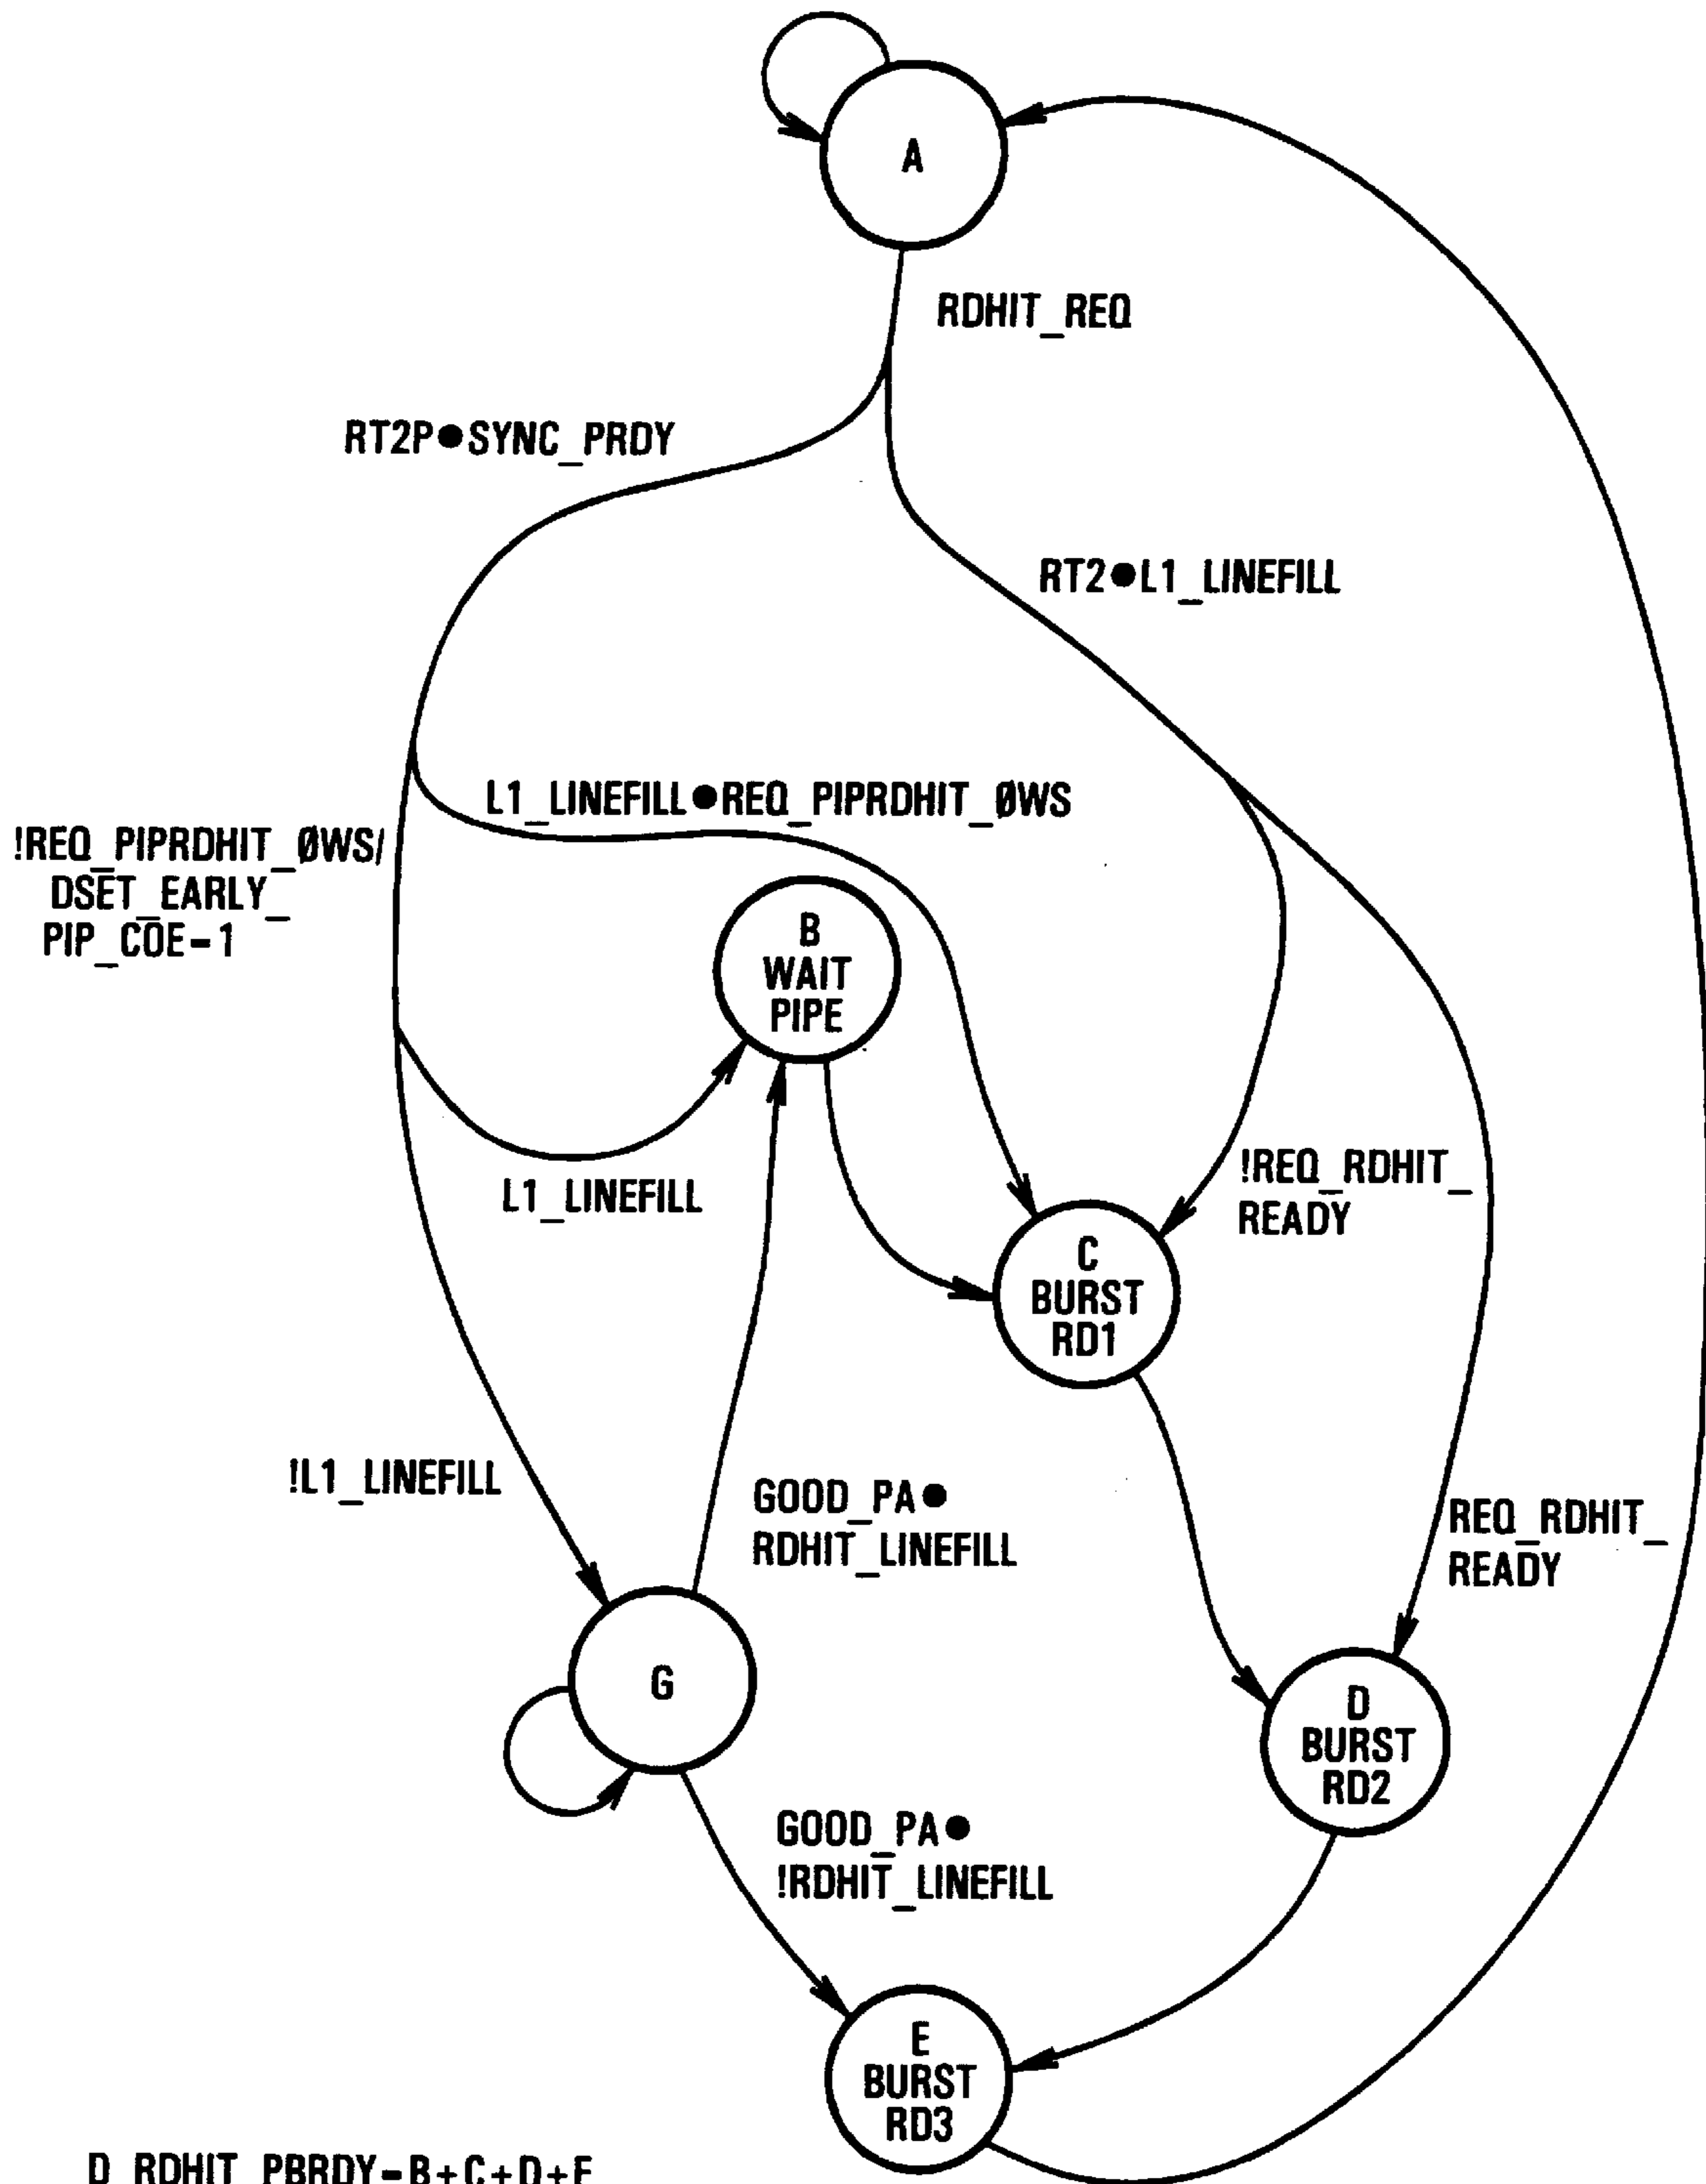 A
RDHIT_REQ
RT2P●SYNC_PRDY
RT2●L1_LINEFILL
L1_LINEFILL●REQ_PIPRDHIT_ØWS
!REQ_PIPRDHIT_ØWS/
DSET_EARLY_
PIP_COE=1
B
WAIT
PIPE
L1_LINEFILL
!REQ_RDHIT_
READY
C
BURST
RD1
!L1_LINEFILL
GOOD_PA●
RDHIT_LINEFILL
REQ_RDHIT_
READY
G
D
BURST
RD2
GOOD_PA●
!RDHIT_LINEFILL
E
BURST
RD3
D_RDHIT_PBRDY=B+C+D+E